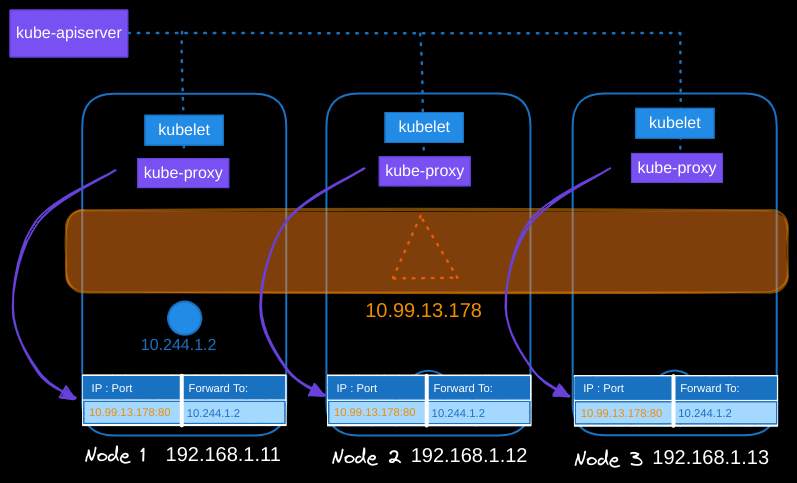 kube-apiserver
kubelet
kubelet
kubelet
kube-proxy
kube-proxy
kube-proxy
10.99.13.178
10.244.1.2
IP : Port Forward To:
10.99.13.178:80 10.244.1.2
IP : Port Forward To:
10.99.13.178:80 10.244.1.2
IP : Port Forward To:
10.99.13.178:80 10.244.1.2
Node 1 192.168.1.11
Node 2 192.168.1.12
Node 3 192.168.1.13